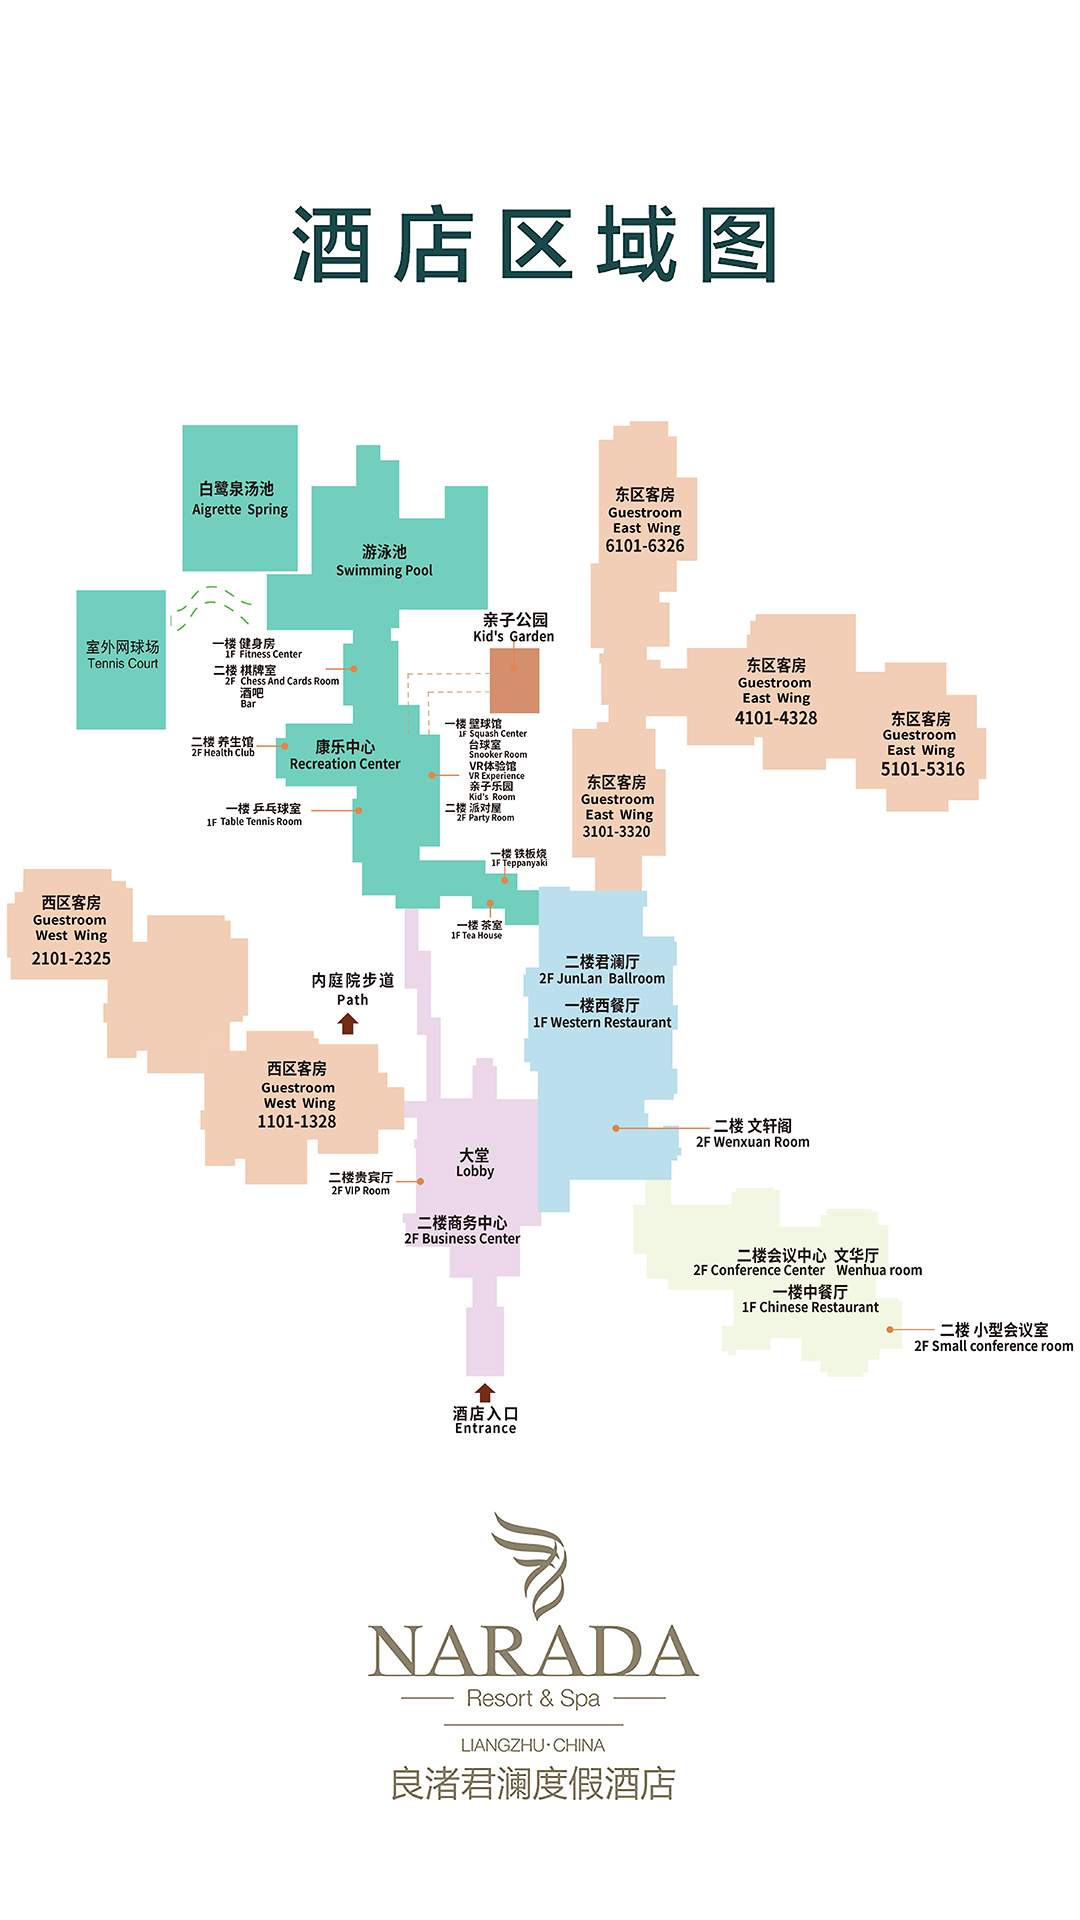 酒店区域图
白鹭泉汤池
Aigrette Spring
游泳池
Swimming Pool
东区客房
Guestroom
East Wing
6101-6326
室外网球场
Tennis Court
一楼 健身房
1F Fitness Center
二楼 棋牌室
2F Chess And Cards Room
酒吧
Bar
亲子公园
Kid's Garden
东区客房
Guestroom
East Wing
4101-4328
东区客房
Guestroom
East Wing
5101-5316
二楼 养生馆
2F Health Club
康乐中心
Recreation Center
一楼 壁球馆
1F Squash Center
台球室
Snooker Room
VR体验馆
VR Experience
亲子乐园
Kid's Room
二楼 派对屋
2F Party Room
东区客房
Guestroom
East Wing
3101-3320
一楼 乒乓球室
1F Table Tennis Room
一楼 铁板烧
1F Teppanyaki
一楼 茶室
1F Tea House
西区客房
Guestroom
West Wing
2101-2325
内庭院步道
Path
二楼君澜厅
2F JunLan Ballroom
一楼西餐厅
1F Western Restaurant
西区客房
Guestroom
West Wing
1101-1328
二楼 文轩阁
2F Wenxuan Room
大堂
Lobby
二楼贵宾厅
2F VIP Room
二楼商务中心
2F Business Center
二楼会议中心 文华厅
2F Conference Center Wenhua room
一楼中餐厅
1F Chinese Restaurant
二楼 小型会议室
2F Small conference room
酒店入口
Entrance
NARADA
Resort & Spa
LIANGZHU·CHINA
良渚君澜度假酒店